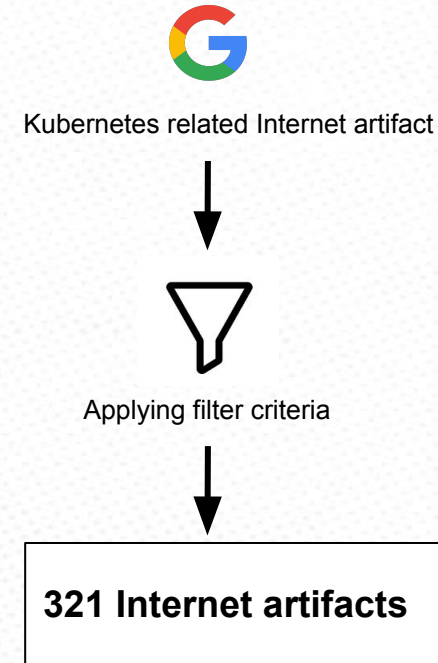 Kubernetes related Internet artifact
Applying filter criteria
321 Internet artifacts